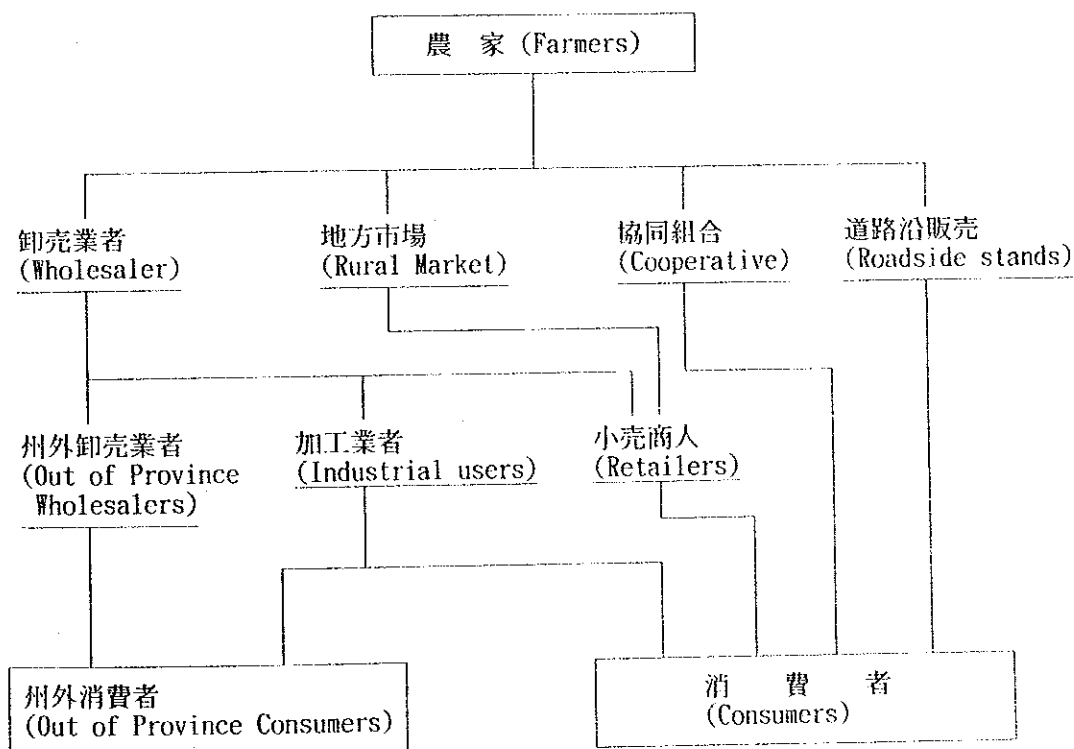 農 家 (Farmers)
卸売業者
(Wholesaler)
地方市場
(Rural Market)
協同組合
(Cooperative)
道路沿販売
(Roadside stands)
州外卸売業者
(Out of Province
Wholesalers)
加工業者
(Industrial users)
小売商人
(Retailers)
州外消費者
(Out of Province Consumers)
消 費 者
(Consumers)